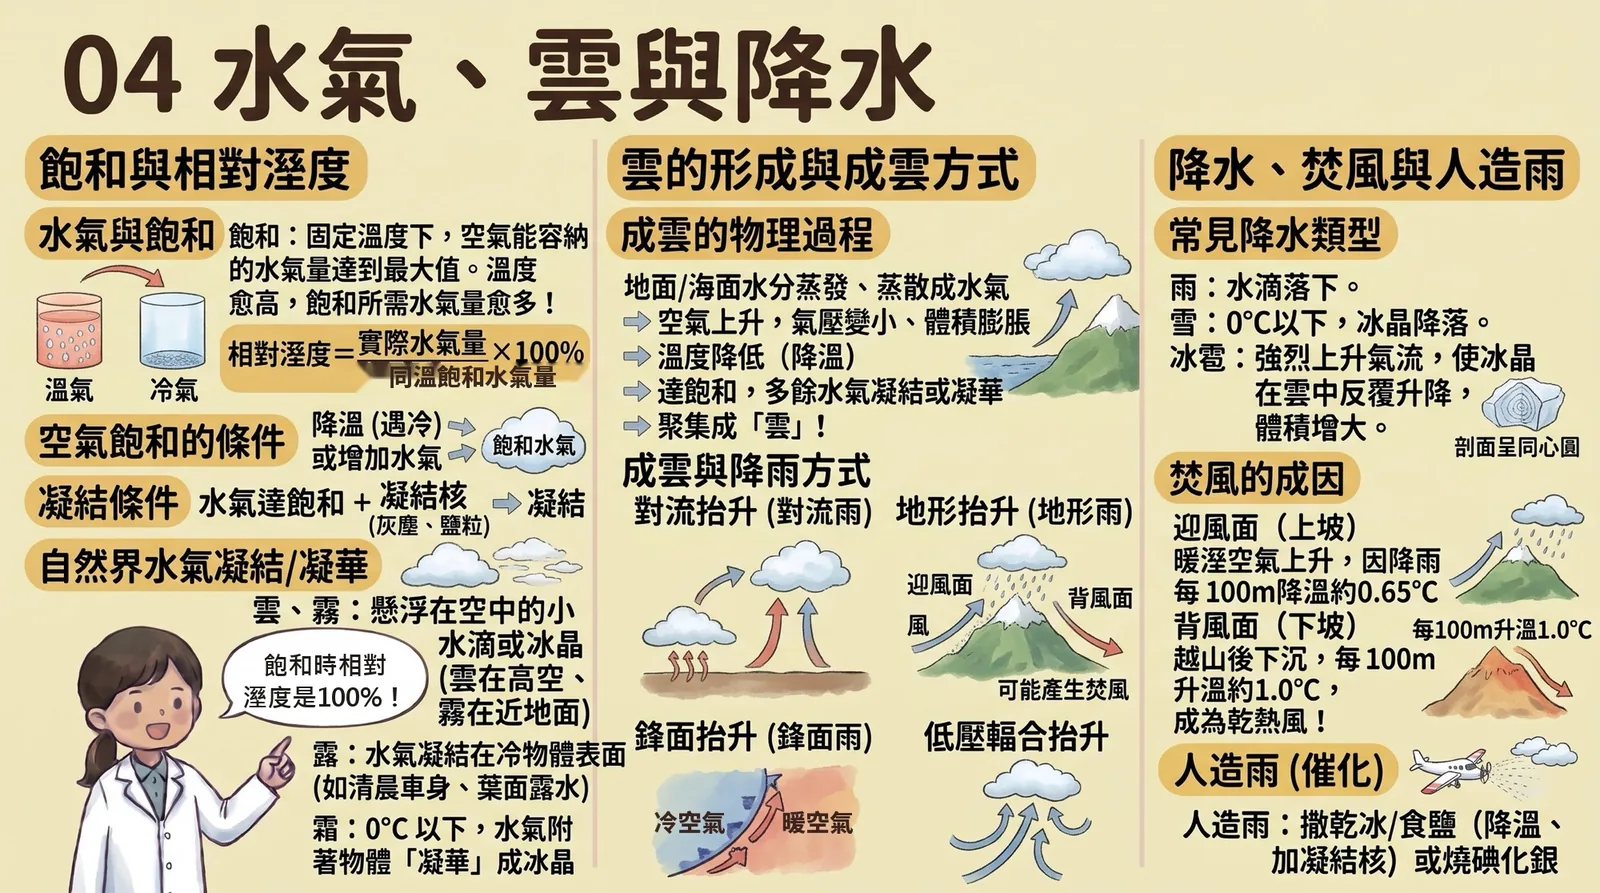 04 水氣、雲與降水
飽和與相對溼度
水氣與飽和
飽和：固定溫度下，空氣能容納
的水氣量達到最大值。溫度
愈高，飽和所需水氣量愈多！
溫氣
冷氣
相對溼度＝實際水氣量×100%
同溫飽和水氣量
空氣飽和的條件
降溫 (遇冷)
或增加水氣
飽和水氣
凝結條件
水氣達飽和 + 凝結核
(灰塵、鹽粒)
凝結
自然界水氣凝結/凝華
雲、霧：懸浮在空中的小
水滴或冰晶
(雲在高空、
霧在近地面)
飽和時相對
溼度是100%！
露：水氣凝結在冷物體表面
(如清晨車身、葉面露水)
霜：0°C 以下，水氣附
著物體「凝華」成冰晶
雲的形成與成雲方式
成雲的物理過程
地面/海面水分蒸發、蒸散成水氣
⇨ 空氣上升，氣壓變小、體積膨脹
⇨ 溫度降低（降溫）
⇨ 達飽和，多餘水氣凝結或凝華
⇨ 聚集成「雲」！
成雲與降雨方式
對流抬升 (對流雨)
地形抬升 (地形雨)
迎風面
風
背風面
可能產生焚風
鋒面抬升 (鋒面雨)
冷空氣
暖空氣
低壓輻合抬升
降水、焚風與人造雨
常見降水類型
雨：水滴落下。
雪：0°C以下，冰晶降落。
冰雹：強烈上升氣流，使冰晶
在雲中反覆升降，
體積增大。
剖面呈同心圓
焚風的成因
迎風面（上坡）
暖溼空氣上升，因降雨
每 100m降溫約0.65°C
背風面（下坡）
每100m升溫1.0°C
越山後下沉，每 100m
升溫約1.0°C，
成為乾熱風！
人造雨 (催化)
人造雨：撒乾冰/食鹽（降溫、
加凝結核）或燒碘化銀